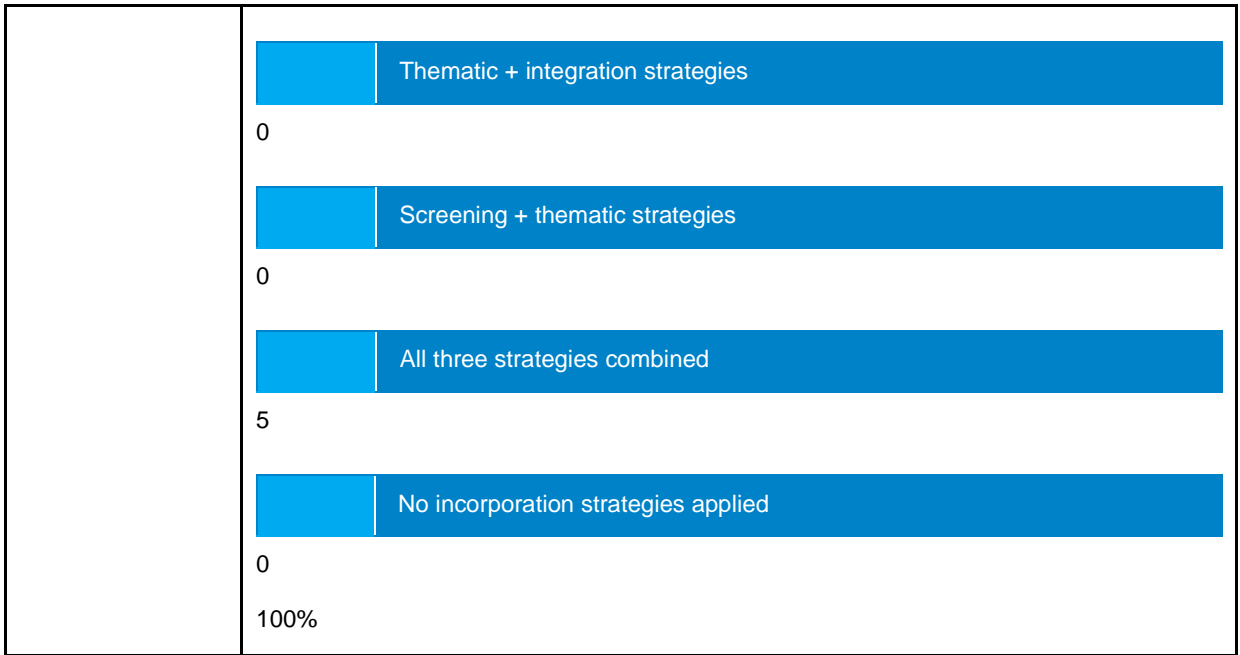 Thematic + integration strategies
0
Screening + thematic strategies
0
All three strategies combined
5
No incorporation strategies applied
0
100%